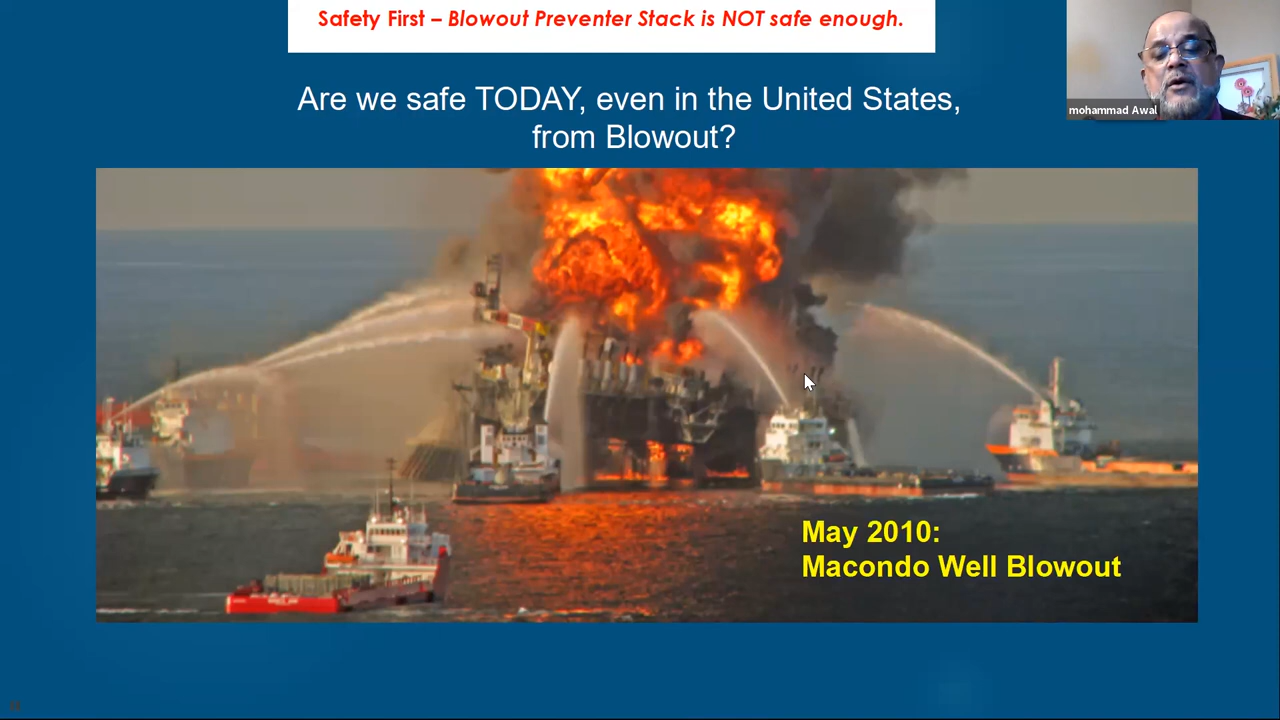 Safety First – Blowout Preventer Stack is NOT safe enough.
mohammad Awal
Are we safe TODAY, even in the United States,
from Blowout?
May 2010:
Macondo Well Blowout